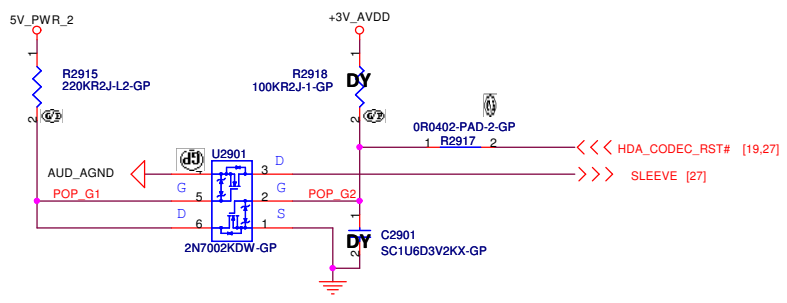 5V_PWR_2
+3V_AVDD
1
1
R2915
220KR2J-L2-GP
R2918
100KR2J-1-GP
DY
2
2
0R0402-PAD-2-GP
1
R2917
2
HDA_CODEC_RST# [19,27]
GP
U2901
D
AUD_AGND
4
3
SLEEVE [27]
POP_G1
G
5
2
G
POP_G2
D
6
1
S
1
DY
C2901
SC1U6D3V2KX-GP
2
2N7002KDW-GP